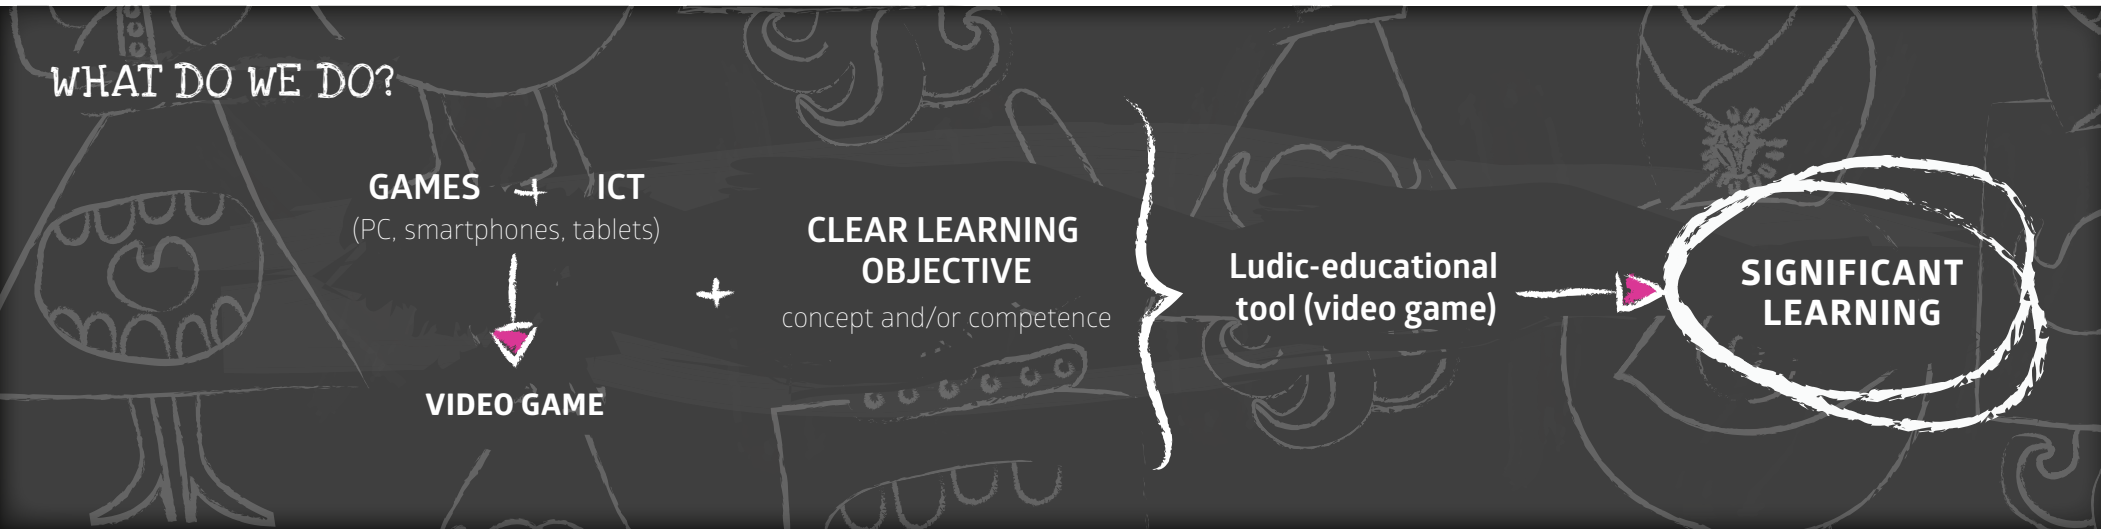 WHAT DO WE DO?
GAMES + ICT
(PC, smartphones, tablets)
VIDEO GAME
+
CLEAR LEARNING
OBJECTIVE
concept and/or competence
Ludic-educational
tool (video game)
SIGNIFICANT
LEARNING